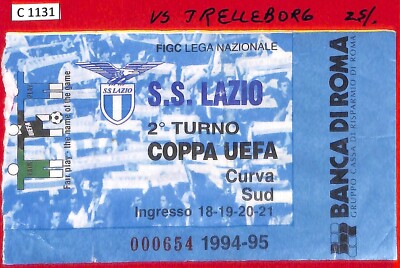 C 1131
VS TRELLEBORG 25/.
FIGC LEGA NAZIONALE
S.S. LAZIO
S.S. LAZIO
2° TURNO
COPPA UEFA
Curva
Sud
Ingresso 18-19-20-21
000654 1994-95
Fair play - the name of the game
BANCA DI ROMA
GRUPPO CASSA DI RISPARMIO DI ROMA